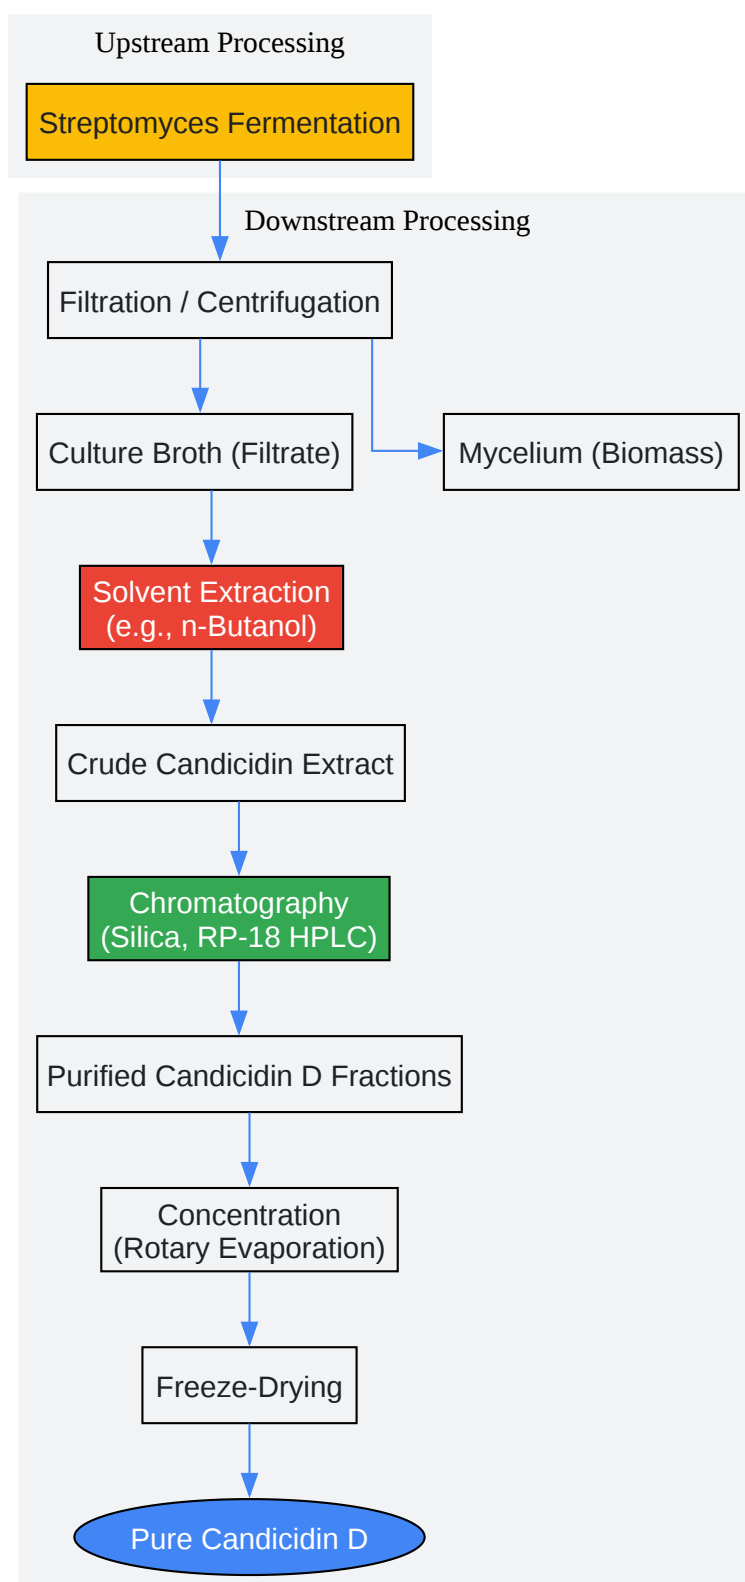 Upstream Processing
Streptomyces Fermentation
Downstream Processing
Filtration / Centrifugation
Culture Broth (Filtrate)
Mycelium (Biomass)
Solvent Extraction
(e.g., n-Butanol)
Crude Candicidin Extract
Chromatography
(Silica, RP-18 HPLC)
Purified Candicidin D Fractions
Concentration
(Rotary Evaporation)
Freeze-Drying
Pure Candicidin D